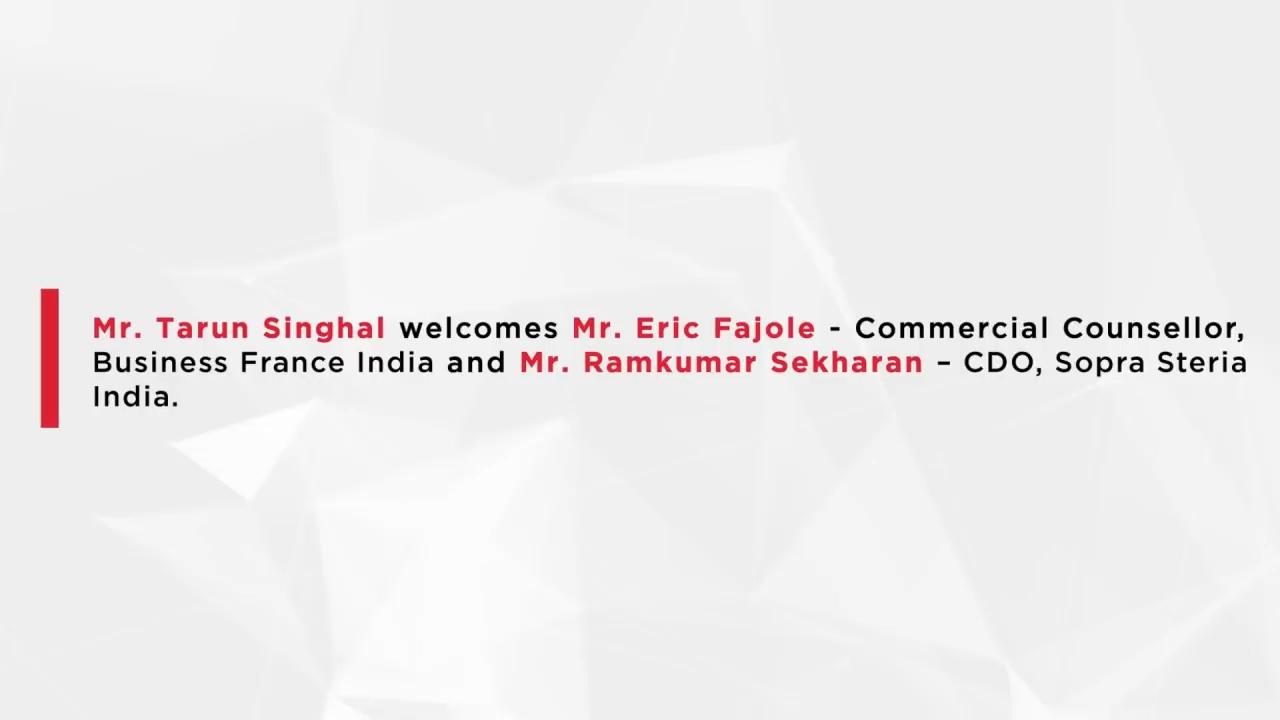 Mr. Tarun Singhal welcomes Mr. Eric Fajole - Commercial Counsellor,
Business France India and Mr. Ramkumar Sekharan – CDO, Sopra Steria
India.